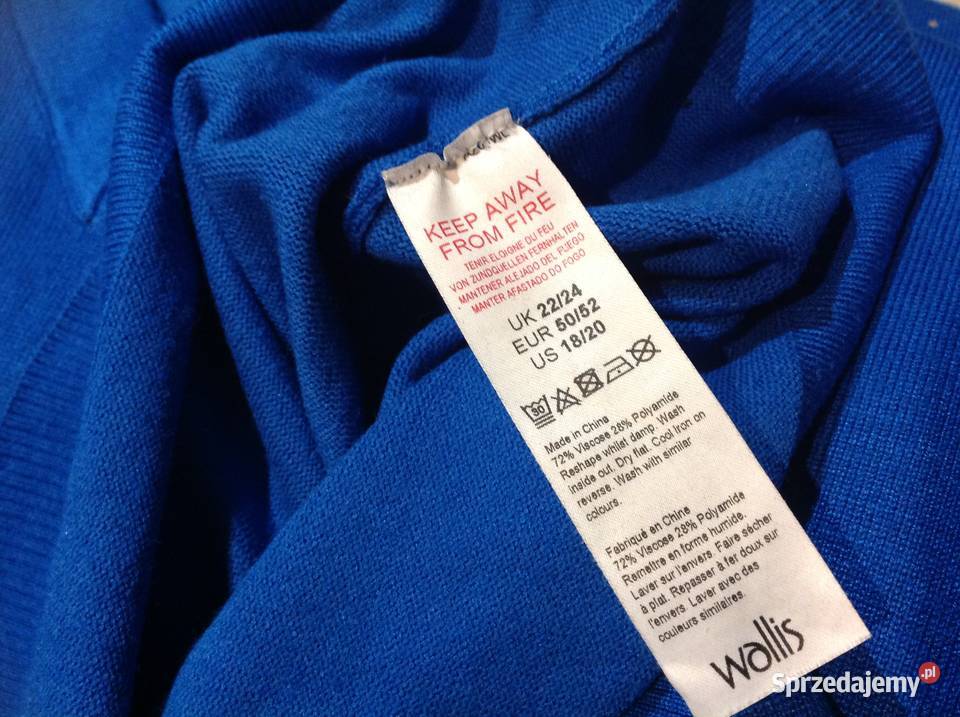 KEEP AWAY
FROM FIRE
TENIR ELOIGNE DU FEU
VON ZUNDQUELLEN FERNHALTEN
MANTENER ALEJADO DEL FUEGO
MANTER AFASTADO DO FOGO
UK 22/24
EUR 50/52
US 18/20
30
Made in China
72% Viscose 28% Polyamide
Reshape whilst damp. Wash
inside out. Dry flat. Cool iron on
reverse. Wash with similar
colours.
Fabriqué en Chine
72% Viscose 28% Polyamide
Remettre en forme humide.
Laver sur l'envers. Faire sécher
à plat. Repasser à fer doux sur
l'envers. Laver avec des
couleurs similaires.
wallis
Sprzedajemy.pl